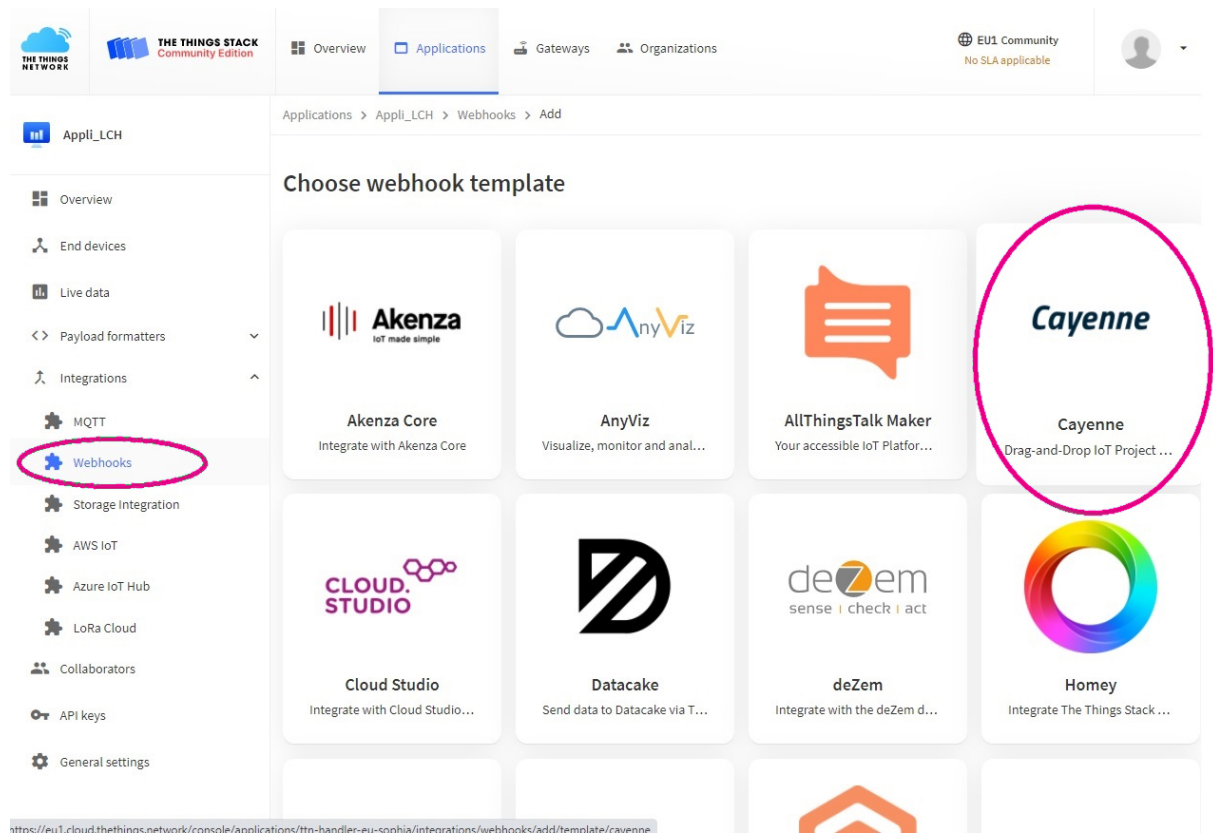 THE THINGS
NETWORK
THE THINGS STACK
Community Edition
Overview
Applications
Gateways
Organizations
EU1 Community
No SLA applicable
Appli_LCH
Applications > Appli_LCH > Webhooks > Add
Overview
End devices
Live data
Payload formatters
Integrations
MQTT
Webhooks
Storage Integration
AWS IoT
Azure IoT Hub
LoRa Cloud
Collaborators
API keys
General settings
Choose webhook template
Akenza
IoT made simple
Akenza Core
Integrate with Akenza Core
AnyViz
AnyViz
Visualize, monitor and anal...
AllThingsTalk Maker
Your accessible IoT Platfor...
Cayenne
Cayenne
Drag-and-Drop IoT Project ...
CLOUD.
STUDIO
Cloud Studio
Integrate with Cloud Studio...
Datacake
Send data to Datacake via T...
deZem
sense | check | act
deZem
Integrate with the deZem d...
Homey
Integrate The Things Stack ...
https://eu1.cloud.thethings.network/console/applications/ttn-handler-eu-sophia/integrations/webhooks/add/template/cayenne